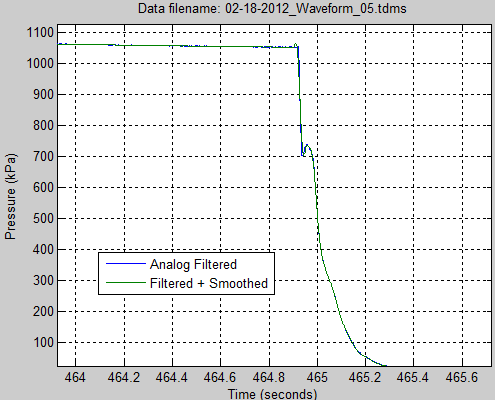 Data filename: 02-18-2012_Waveform_05.tdms
1100
1000
900
800
700
600
500
400
300
200
100
Pressure (kPa)
Analog Filtered
Filtered + Smoothed
464 464.2 464.4 464.6 464.8 465 465.2 465.4 465.6
Time (seconds)